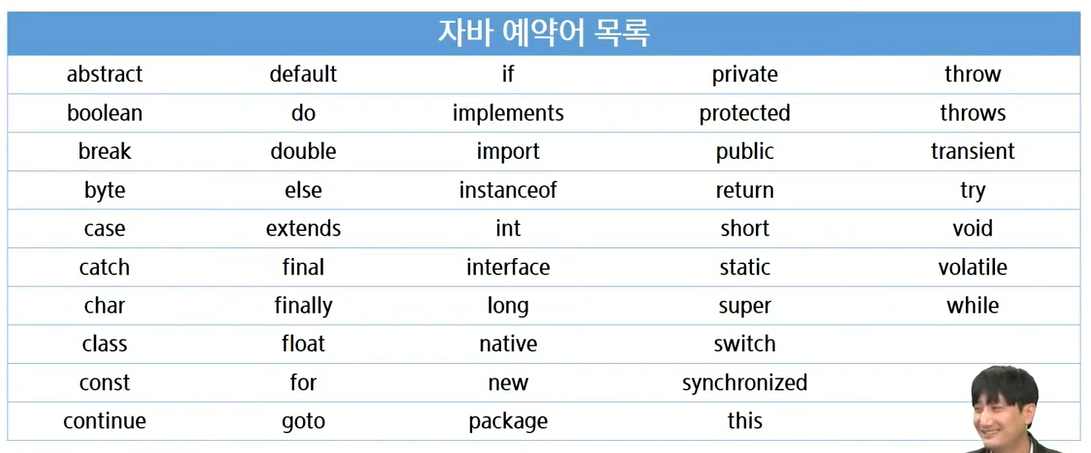 자바 예약어 목록
abstract default if private throw
boolean do implements protected throws
break double import public transient
byte else instanceof return try
case extends int short void
catch final interface static volatile
char finally long super while
class float native switch
const for new synchronized
continue goto package this